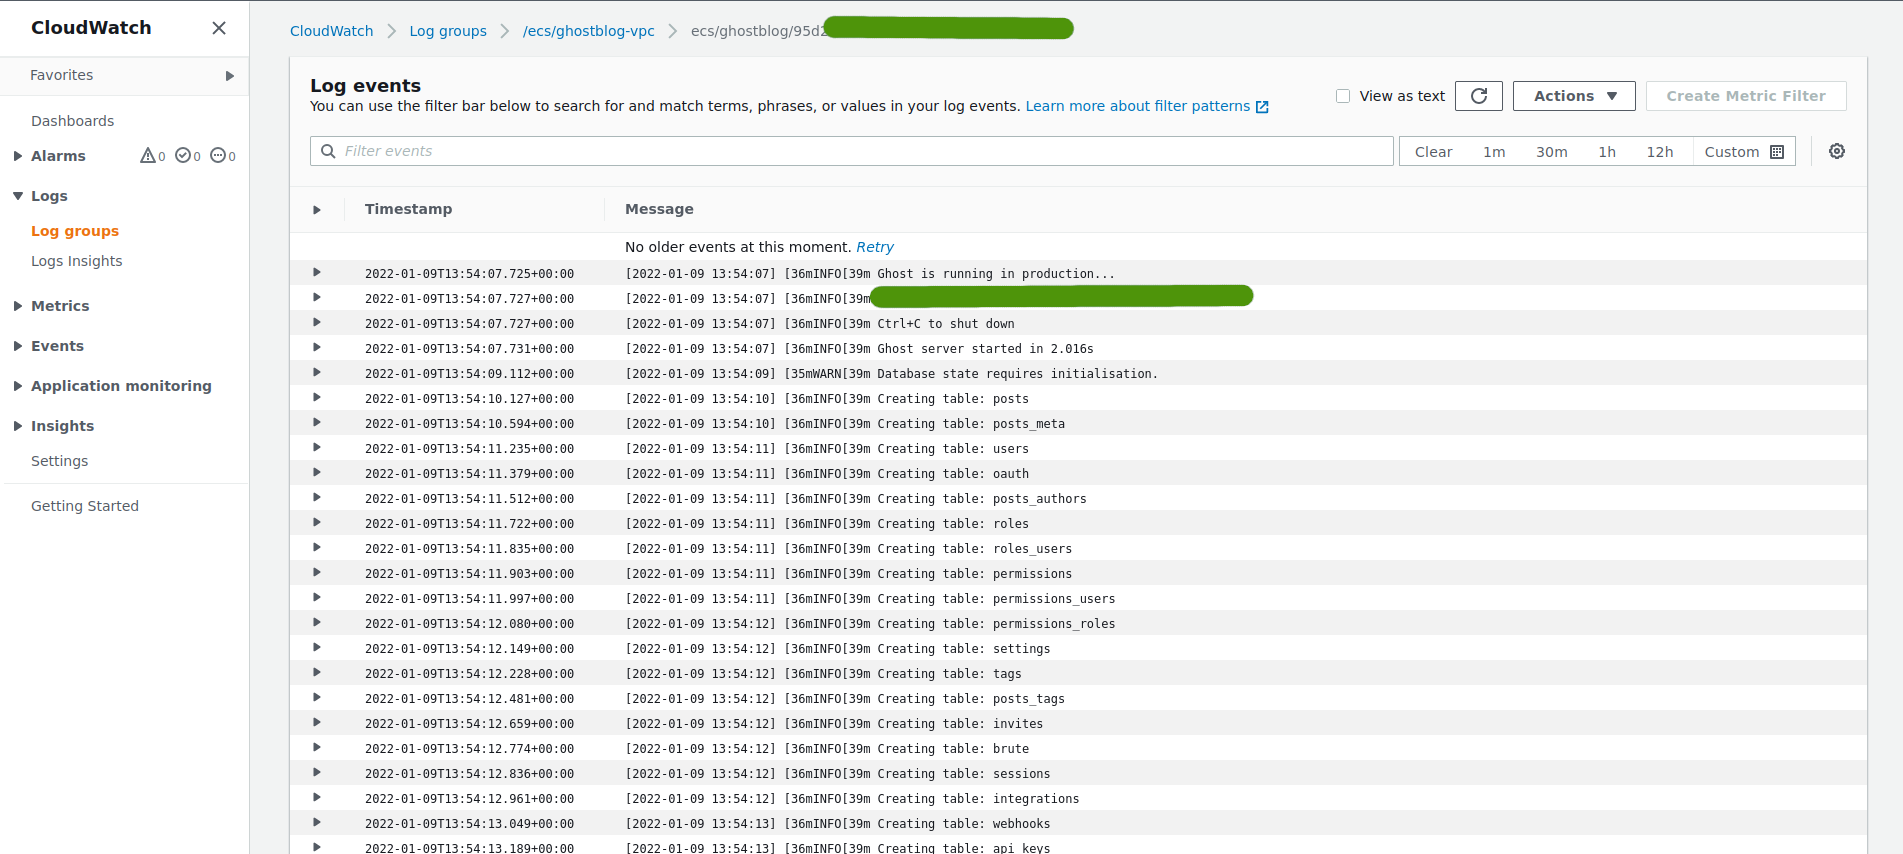 CloudWatch
Favorites
Dashboards
Alarms 0 0 0
Logs
Log groups
Logs Insights
Metrics
Events
Application monitoring
Insights
Settings
Getting Started
CloudWatch Log groups /ecs/ghostblog-vpc ecs/ghostblog/95d2
Log events
You can use the filter bar below to search for and match terms, phrases, or values in your log events. Learn more about filter patterns
View as text Actions Create Metric Filter
Filter events Clear 1m 30m 1h 12h Custom
Timestamp Message
No older events at this moment. Retry
2022-01-09T13:54:07.725+00:00 [2022-01-09 13:54:07] [36mINFO[39m Ghost is running in production...
2022-01-09T13:54:07.727+00:00 [2022-01-09 13:54:07] [36mINFO[39m
2022-01-09T13:54:07.727+00:00 [2022-01-09 13:54:07] [36mINFO[39m Ctrl+C to shut down
2022-01-09T13:54:07.731+00:00 [2022-01-09 13:54:07] [36mINFO[39m Ghost server started in 2.016s
2022-01-09T13:54:09.112+00:00 [2022-01-09 13:54:09] [35mWARN[39m Database state requires initialisation.
2022-01-09T13:54:10.127+00:00 [2022-01-09 13:54:10] [36mINFO[39m Creating table: posts
2022-01-09T13:54:10.594+00:00 [2022-01-09 13:54:10] [36mINFO[39m Creating table: posts_meta
2022-01-09T13:54:11.235+00:00 [2022-01-09 13:54:11] [36mINFO[39m Creating table: users
2022-01-09T13:54:11.379+00:00 [2022-01-09 13:54:11] [36mINFO[39m Creating table: oauth
2022-01-09T13:54:11.512+00:00 [2022-01-09 13:54:11] [36mINFO[39m Creating table: posts_authors
2022-01-09T13:54:11.722+00:00 [2022-01-09 13:54:11] [36mINFO[39m Creating table: roles
2022-01-09T13:54:11.835+00:00 [2022-01-09 13:54:11] [36mINFO[39m Creating table: roles_users
2022-01-09T13:54:11.903+00:00 [2022-01-09 13:54:11] [36mINFO[39m Creating table: permissions
2022-01-09T13:54:11.997+00:00 [2022-01-09 13:54:11] [36mINFO[39m Creating table: permissions_users
2022-01-09T13:54:12.080+00:00 [2022-01-09 13:54:12] [36mINFO[39m Creating table: permissions_roles
2022-01-09T13:54:12.149+00:00 [2022-01-09 13:54:12] [36mINFO[39m Creating table: settings
2022-01-09T13:54:12.228+00:00 [2022-01-09 13:54:12] [36mINFO[39m Creating table: tags
2022-01-09T13:54:12.481+00:00 [2022-01-09 13:54:12] [36mINFO[39m Creating table: posts_tags
2022-01-09T13:54:12.659+00:00 [2022-01-09 13:54:12] [36mINFO[39m Creating table: invites
2022-01-09T13:54:12.774+00:00 [2022-01-09 13:54:12] [36mINFO[39m Creating table: brute
2022-01-09T13:54:12.836+00:00 [2022-01-09 13:54:12] [36mINFO[39m Creating table: sessions
2022-01-09T13:54:12.961+00:00 [2022-01-09 13:54:12] [36mINFO[39m Creating table: integrations
2022-01-09T13:54:13.049+00:00 [2022-01-09 13:54:13] [36mINFO[39m Creating table: webhooks
2022-01-09T13:54:13.189+00:00 [2022-01-09 13:54:13] [36mINFO[39m Creating table: api_keys